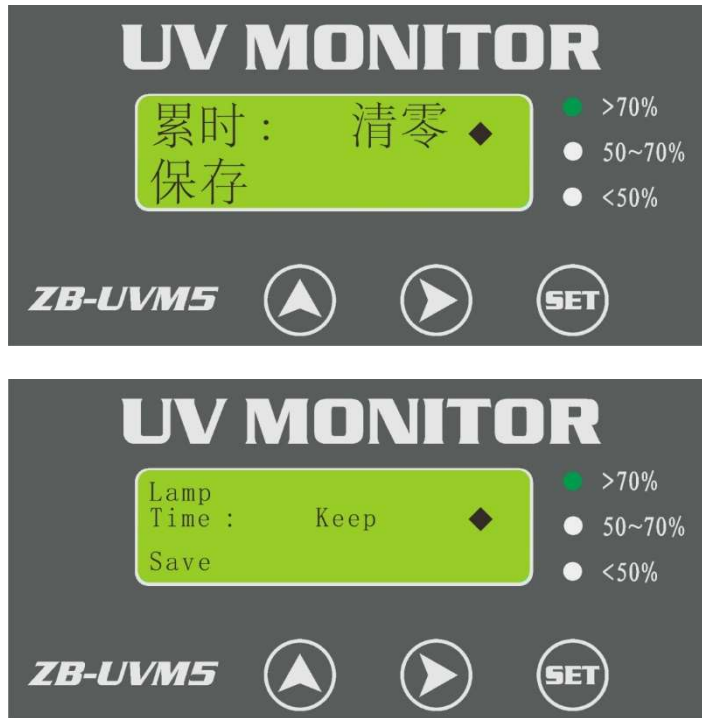 UV MONITOR
累时： 清零 ◆
保存
>70%
50~70%
<50%
ZB-UVM5
SET
UV MONITOR
Lamp
Time : Keep ◆
Save
>70%
50~70%
<50%
ZB-UVM5
SET